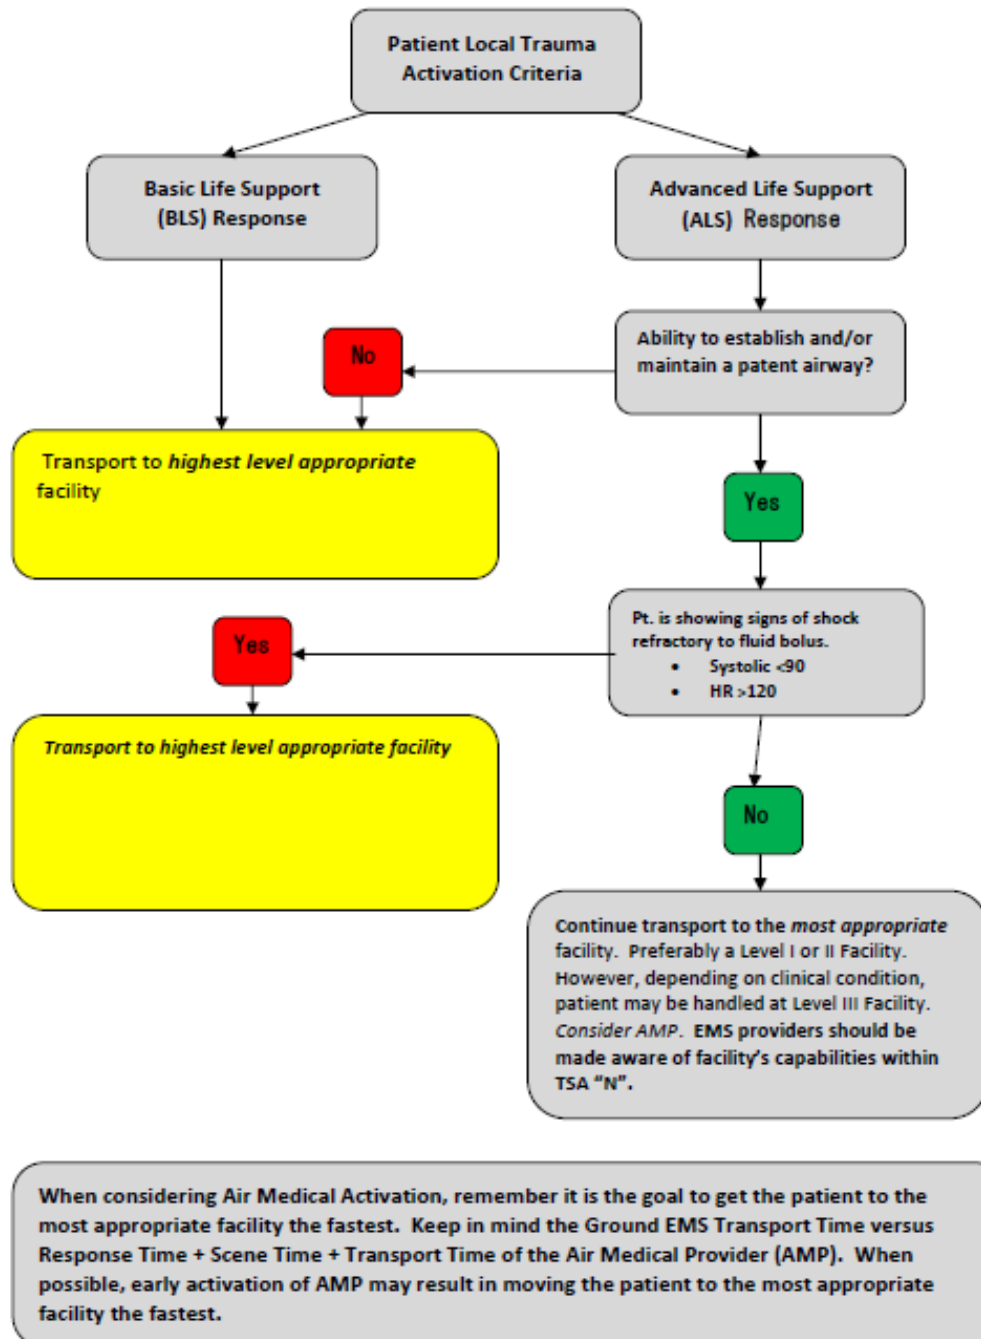 Patient Local Trauma
Activation Criteria
Basic Life Support
(BLS) Response
Advanced Life Support
(ALS) Response
No
Ability to establish and/or
maintain a patent airway?
Transport to highest level appropriate
facility
Yes
Yes
Pt. is showing signs of shock
refractory to fluid bolus.
• Systolic <90
• HR >120
Transport to highest level appropriate facility
No
Continue transport to the most appropriate
facility. Preferably a Level I or II Facility.
However, depending on clinical condition,
patient may be handled at Level III Facility.
Consider AMP. EMS providers should be
made aware of facility's capabilities within
TSA "N".
When considering Air Medical Activation, remember it is the goal to get the patient to the
most appropriate facility the fastest. Keep in mind the Ground EMS Transport Time versus
Response Time + Scene Time + Transport Time of the Air Medical Provider (AMP). When
possible, early activation of AMP may result in moving the patient to the most appropriate
facility the fastest.